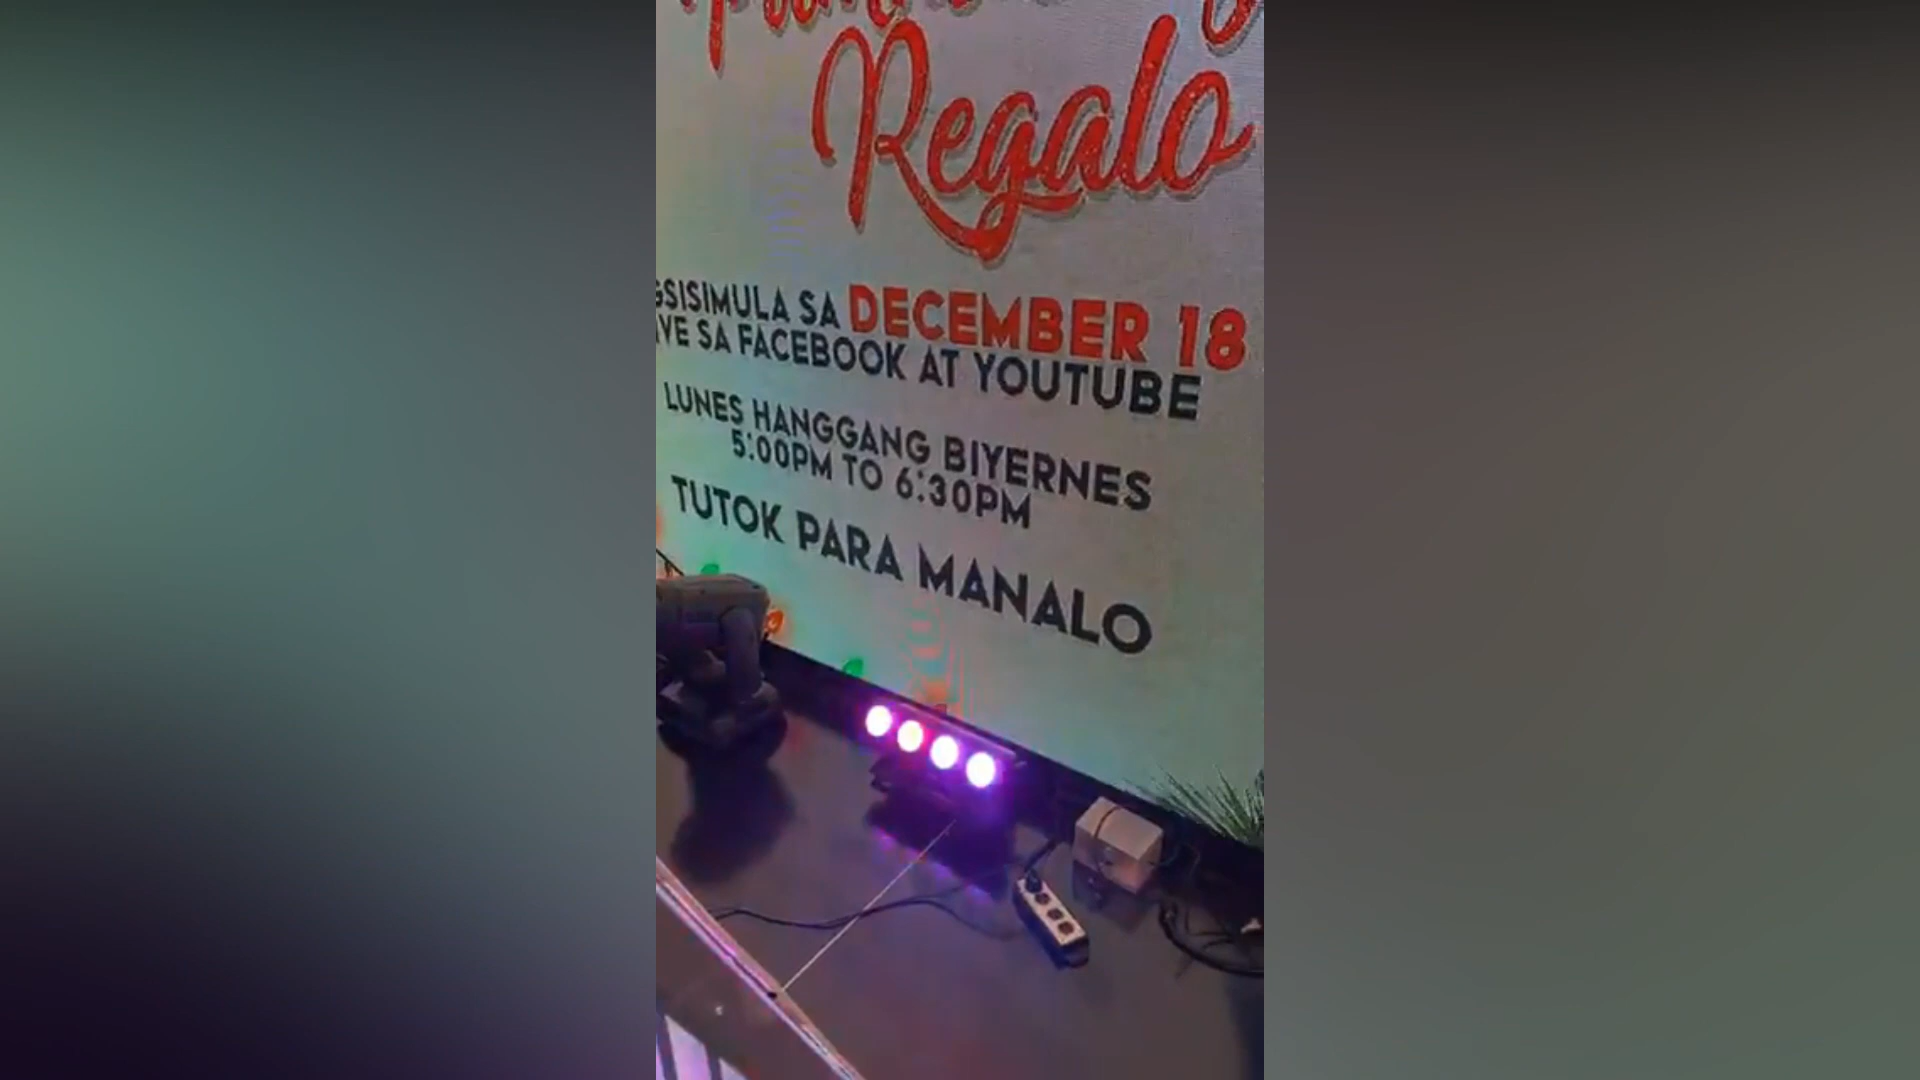 Regalo
GSISIMULA SA DECEMBER 18
IVE SA FACEBOOK AT YOUTUBE
LUNES HANGGANG BIYERNES
5:00PM TO 6:30PM
TUTOK PARA MANALO